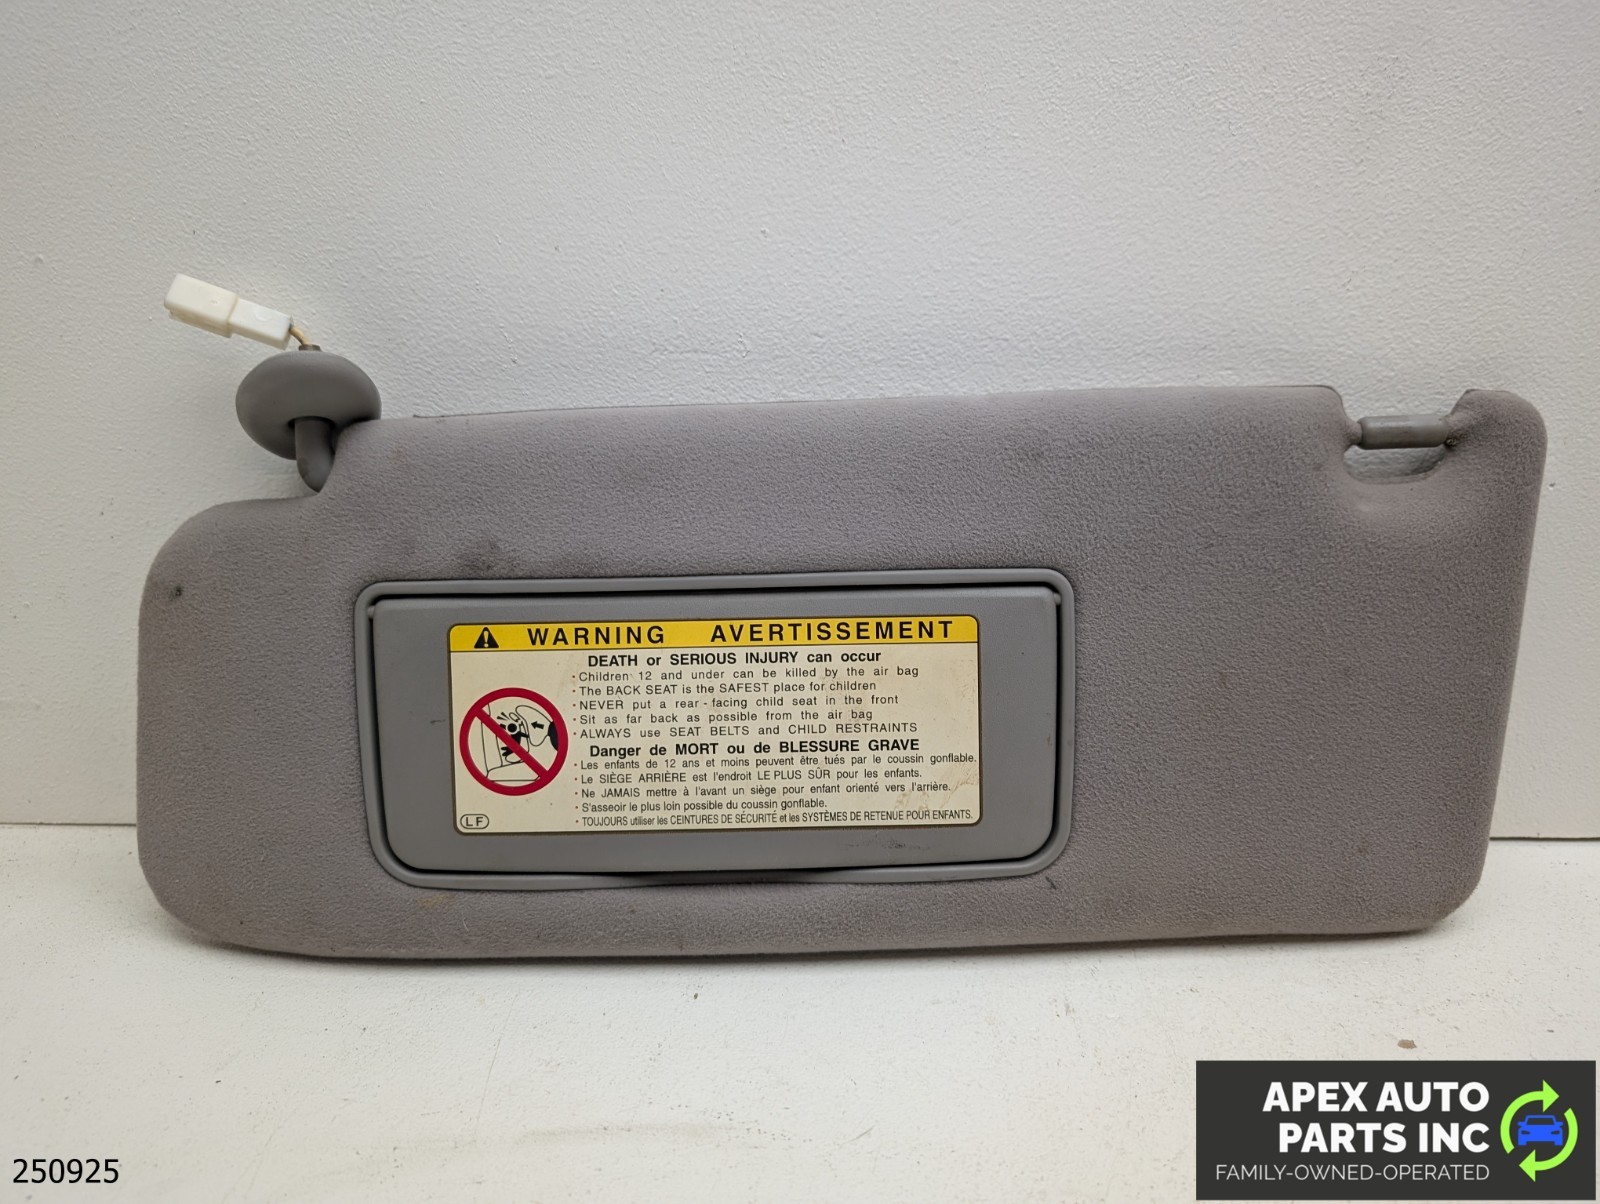 WARNING AVERTISSEMENT
DEATH or SERIOUS INJURY can occur
· Children 12 and under can be killed by the air bag
· The BACK SEAT is the SAFEST place for children
· NEVER put a rear - facing child seat in the front
· Sit as far back as possible from the air bag
· ALWAYS use SEAT BELTS and CHILD RESTRAINTS
Danger de MORT ou de BLESSURE GRAVE
· Les enfants de 12 ans et moins peuvent être tués par le coussin gonflable.
· Le SIÈGE ARRIÈRE est l'endroit LE PLUS SÛR pour les enfants.
· Ne JAMAIS mettre à l'avant un siège pour enfant orienté vers l'arrière.
· S'asseoir le plus loin possible du coussin gonflable.
· TOUJOURS utiliser les CEINTURES DE SÉCURITÉ et les SYSTÈMES DE RETENUE POUR ENFANTS.
LF
APEX AUTO
PARTS INC
FAMILY-OWNED-OPERATED
250925